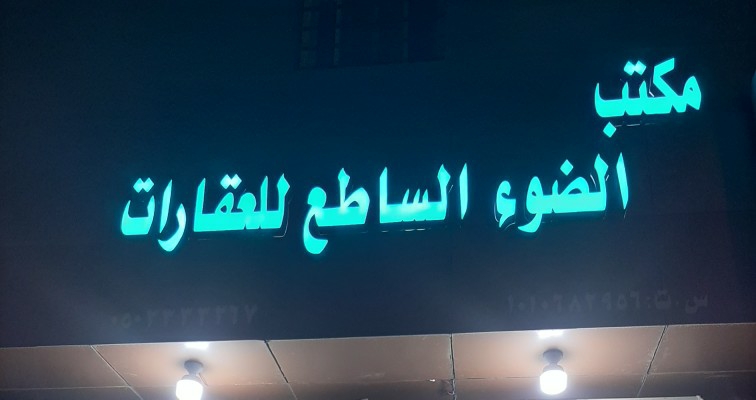 مكتب
الضوء الساطع للعقارات
س.ت: